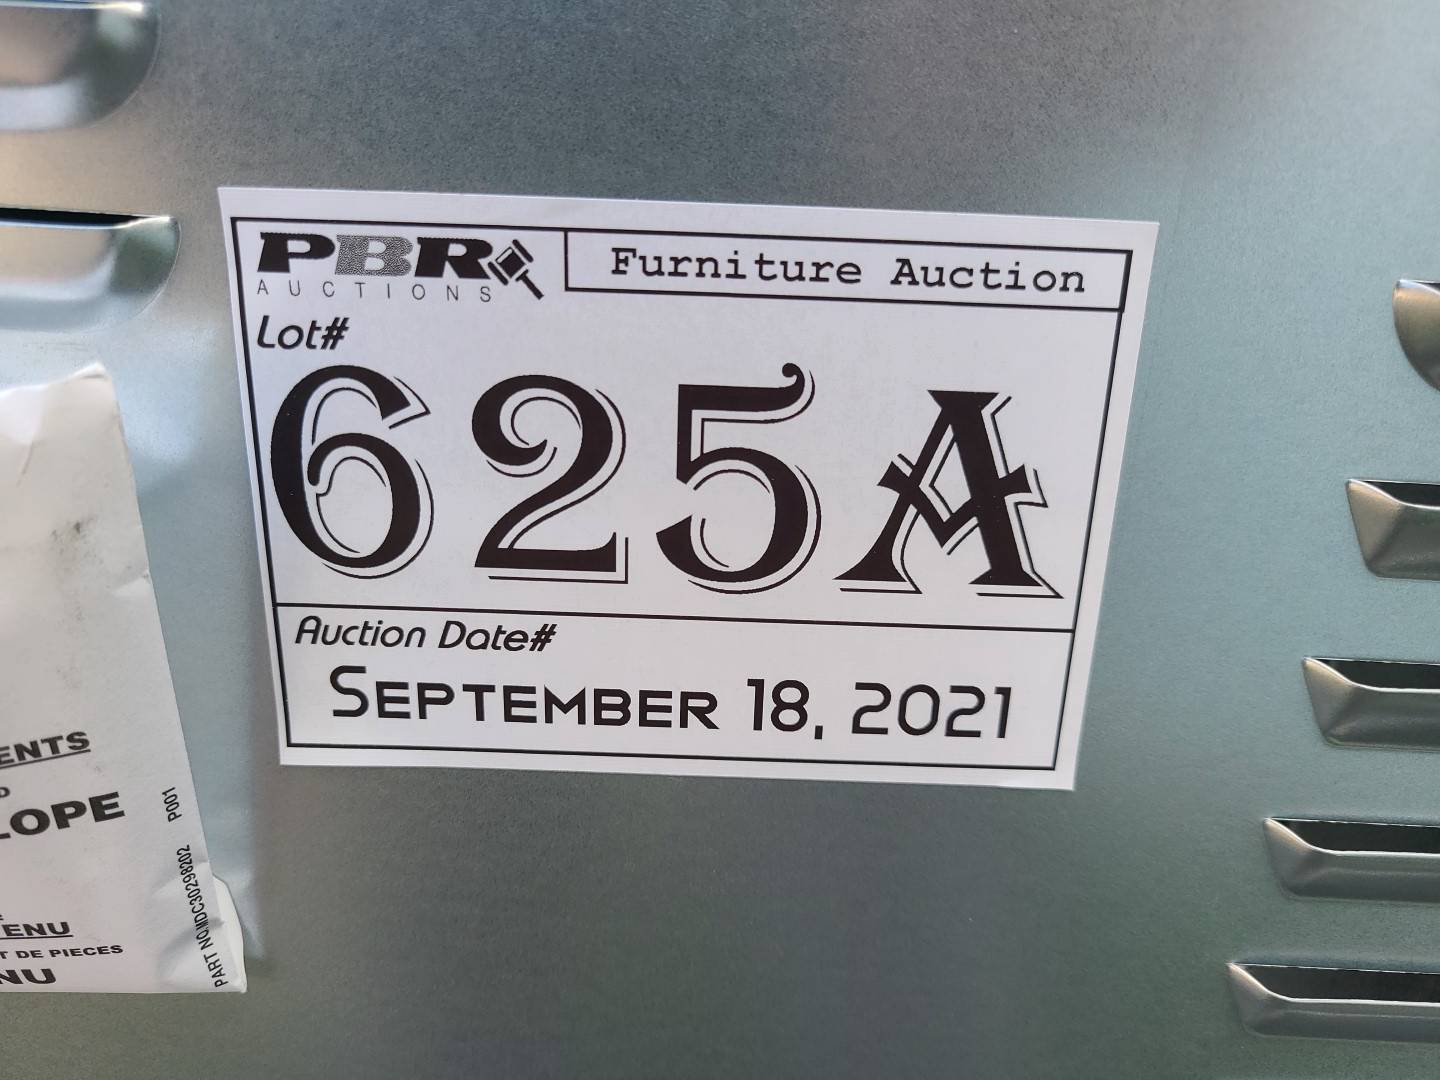 PBR
AUCTIONS
Furniture Auction
Lot#
625A
Auction Date#
SEPTEMBER 18, 2021
ENTS
LOPE
ENU
T DE PIECES
NU
PART NO.MDC30298202 P001